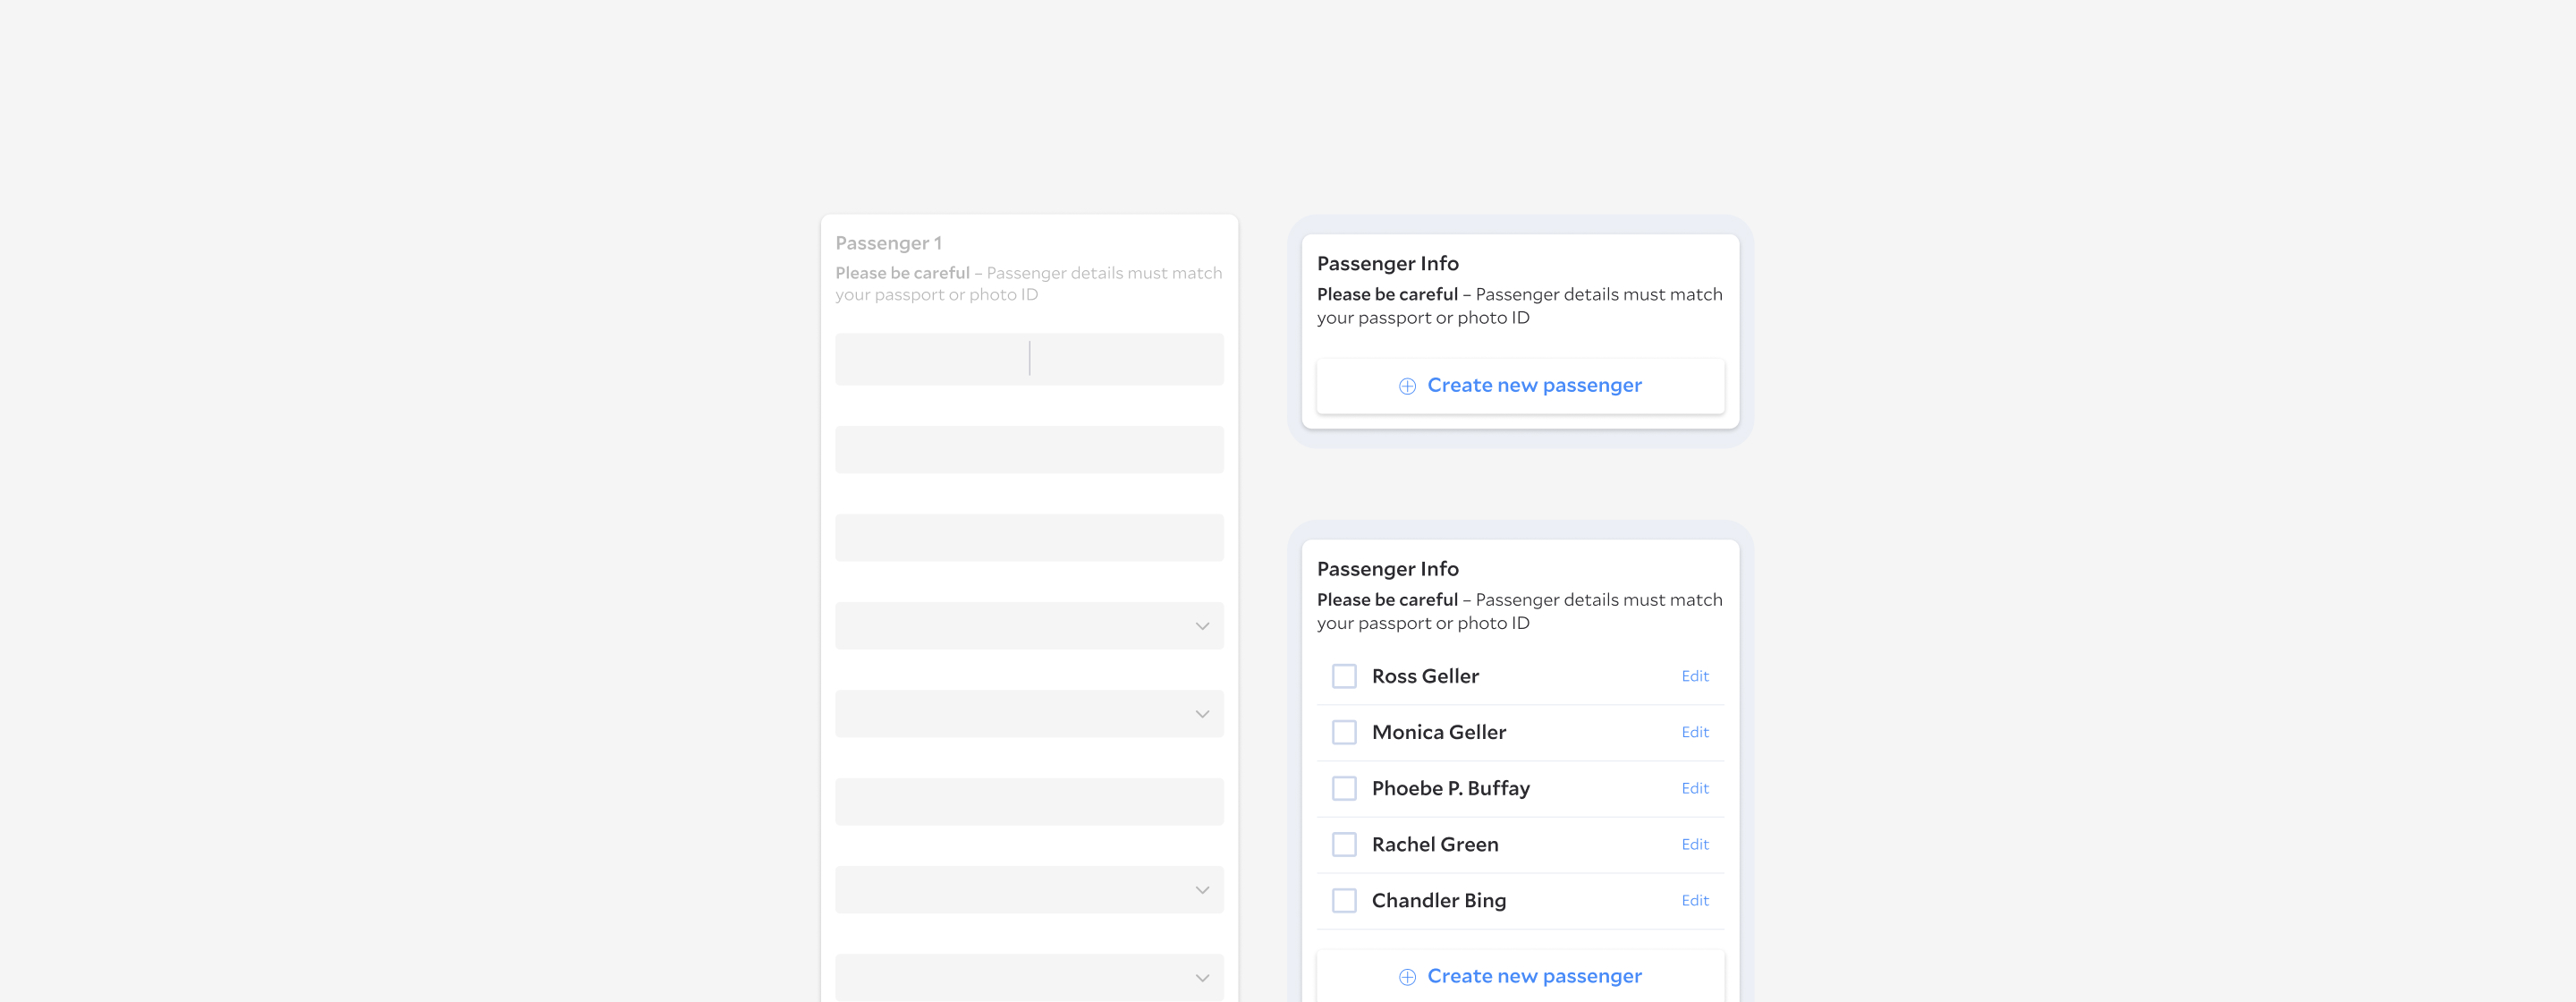 Passenger 1
Please be careful – Passenger details must match
your passport or photo ID
Passenger Info
Please be careful – Passenger details must match
your passport or photo ID
Create new passenger
Passenger Info
Please be careful – Passenger details must match
your passport or photo ID
Ross Geller Edit
Monica Geller Edit
Phoebe P. Buffay Edit
Rachel Green Edit
Chandler Bing Edit
Create new passenger